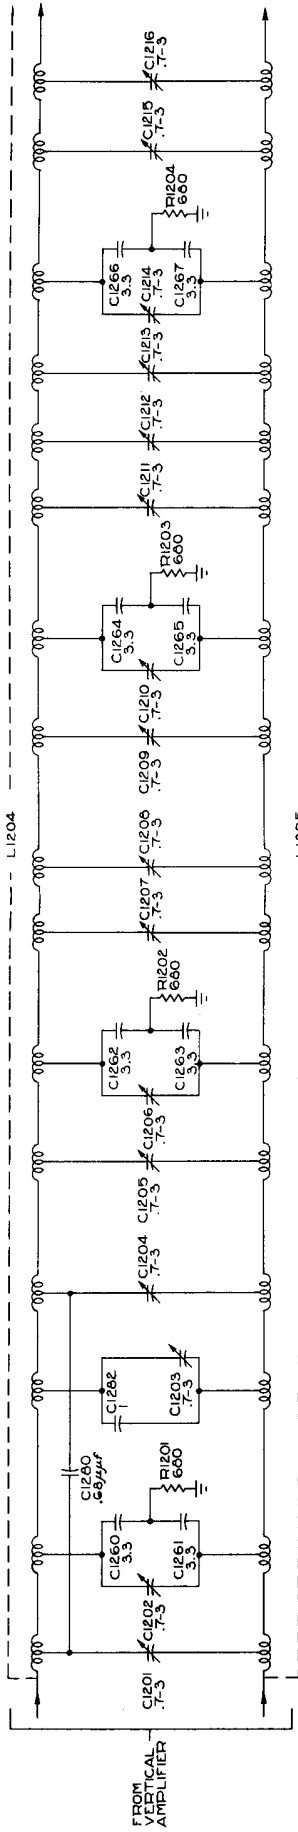 FROM
VERTICAL
AMPLIFIER
L1204
C1201
.7-3
C1202
.7-3
C1260
3.3
C1261
3.3
R1201
680
C1280
.68μμf
C1282
1
C1203
.7-3
C1204
.7-3
C1205
.7-3
C1206
.7-3
C1262
3.3
C1263
3.3
R1202
680
C1207
.7-3
C1208
.7-3
C1209
.7-3
C1210
.7-3
C1264
3.3
C1265
3.3
R1203
680
C1211
.7-3
C1212
.7-3
C1213
.7-3
C1214
.7-3
C1266
3.3
C1267
3.3
R1204
680
C1215
.7-3
C1216
.7-3